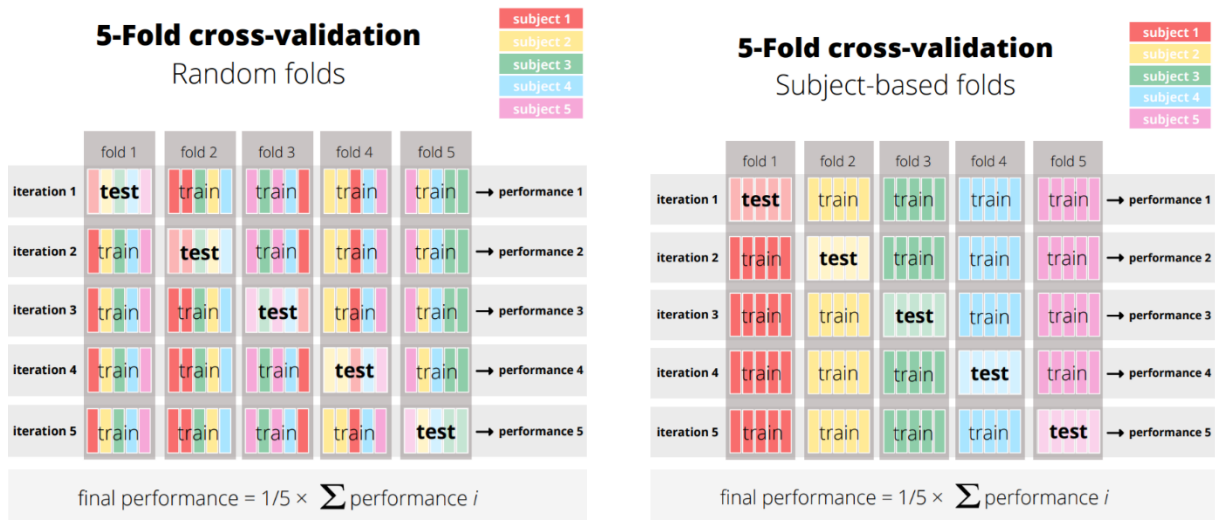 5-Fold cross-validation
Random folds
subject 1
subject 2
subject 3
subject 4
subject 5
fold 1 fold 2 fold 3 fold 4 fold 5
iteration 1 test train train train train → performance 1
iteration 2 train test train train train → performance 2
iteration 3 train train test train train → performance 3
iteration 4 train train train test train → performance 4
iteration 5 train train train train test → performance 5
final performance = 1/5 × ∑ performance i
5-Fold cross-validation
Subject-based folds
subject 1
subject 2
subject 3
subject 4
subject 5
fold 1 fold 2 fold 3 fold 4 fold 5
iteration 1 test train train train train → performance 1
iteration 2 train test train train train → performance 2
iteration 3 train train test train train → performance 3
iteration 4 train train train test train → performance 4
iteration 5 train train train train test → performance 5
final performance = 1/5 × ∑ performance i